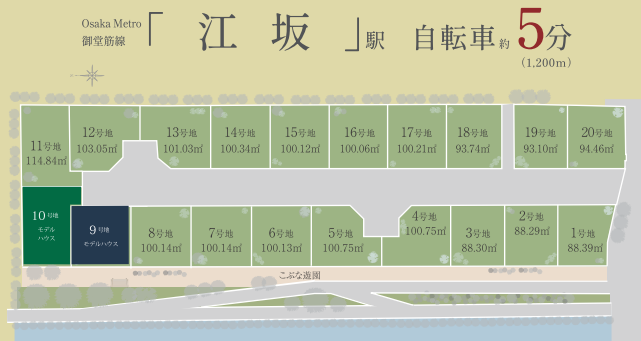 Osaka Metro
御堂筋線
「江坂」駅 自転車約5分
(1,200m)
11号地
114.84㎡
12号地
103.05㎡
13号地
101.03㎡
14号地
100.34㎡
15号地
100.12㎡
16号地
100.06㎡
17号地
100.21㎡
18号地
93.74㎡
19号地
93.10㎡
20号地
94.46㎡
10号地
モデル
ハウス
9号地
モデルハウス
8号地
100.14㎡
7号地
100.14㎡
6号地
100.13㎡
5号地
100.75㎡
4号地
100.75㎡
3号地
88.30㎡
2号地
88.29㎡
1号地
88.39㎡
こぶな遊園